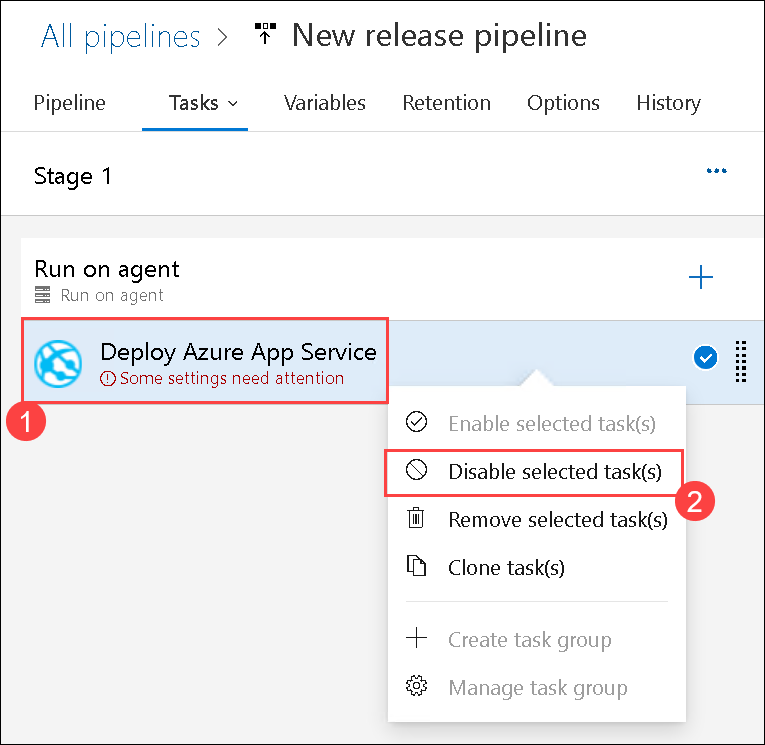 All pipelines > New release pipeline
Pipeline Tasks Variables Retention Options History
Stage 1
...
Run on agent
Run on agent
Deploy Azure App Service
Some settings need attention
1
Enable selected task(s)
Disable selected task(s)
2
Remove selected task(s)
Clone task(s)
Create task group
Manage task group